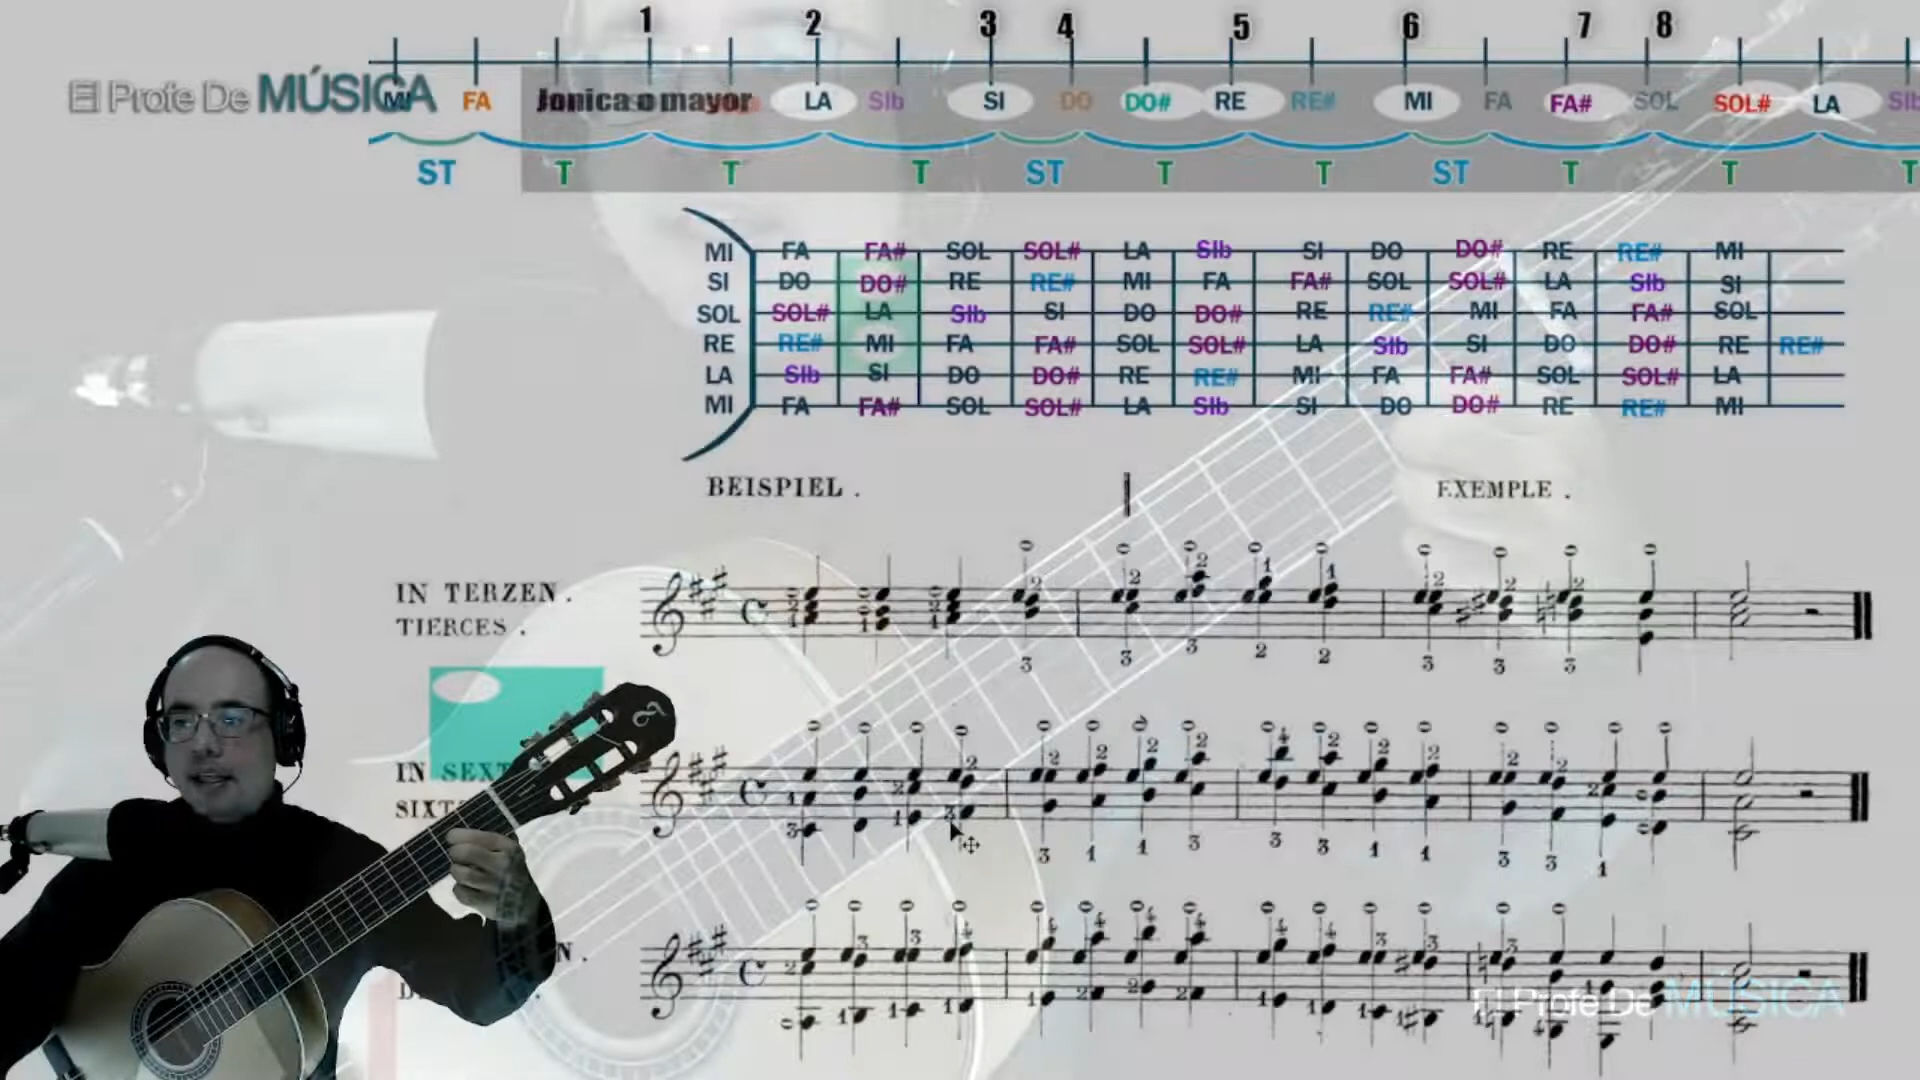 1 2 3 4 5 6 7 8
El Profe De MÚSICA
MI FA Jonica o mayor LA SIb SI DO DO# RE RE# MI FA FA# SOL SOL# LA SIb
ST T T T ST T T ST T T T
MI FA FA# SOL SOL# LA SIb SI DO DO# RE RE# MI
SI DO DO# RE RE# MI FA FA# SOL SOL# LA SIb SI
SOL SOL# LA SIb SI DO DO# RE RE# MI FA FA# SOL
RE RE# MI FA FA# SOL SOL# LA SIb SI DO DO# RE RE#
LA SIb SI DO DO# RE RE# MI FA FA# SOL SOL# LA
MI FA FA# SOL SOL# LA SIb SI DO DO# RE RE# MI
BEISPIEL . EXEMPLE .
IN TERZEN .
TIERCES .
IN SEXT
SIXT
N .
El Profe De MÚSICA